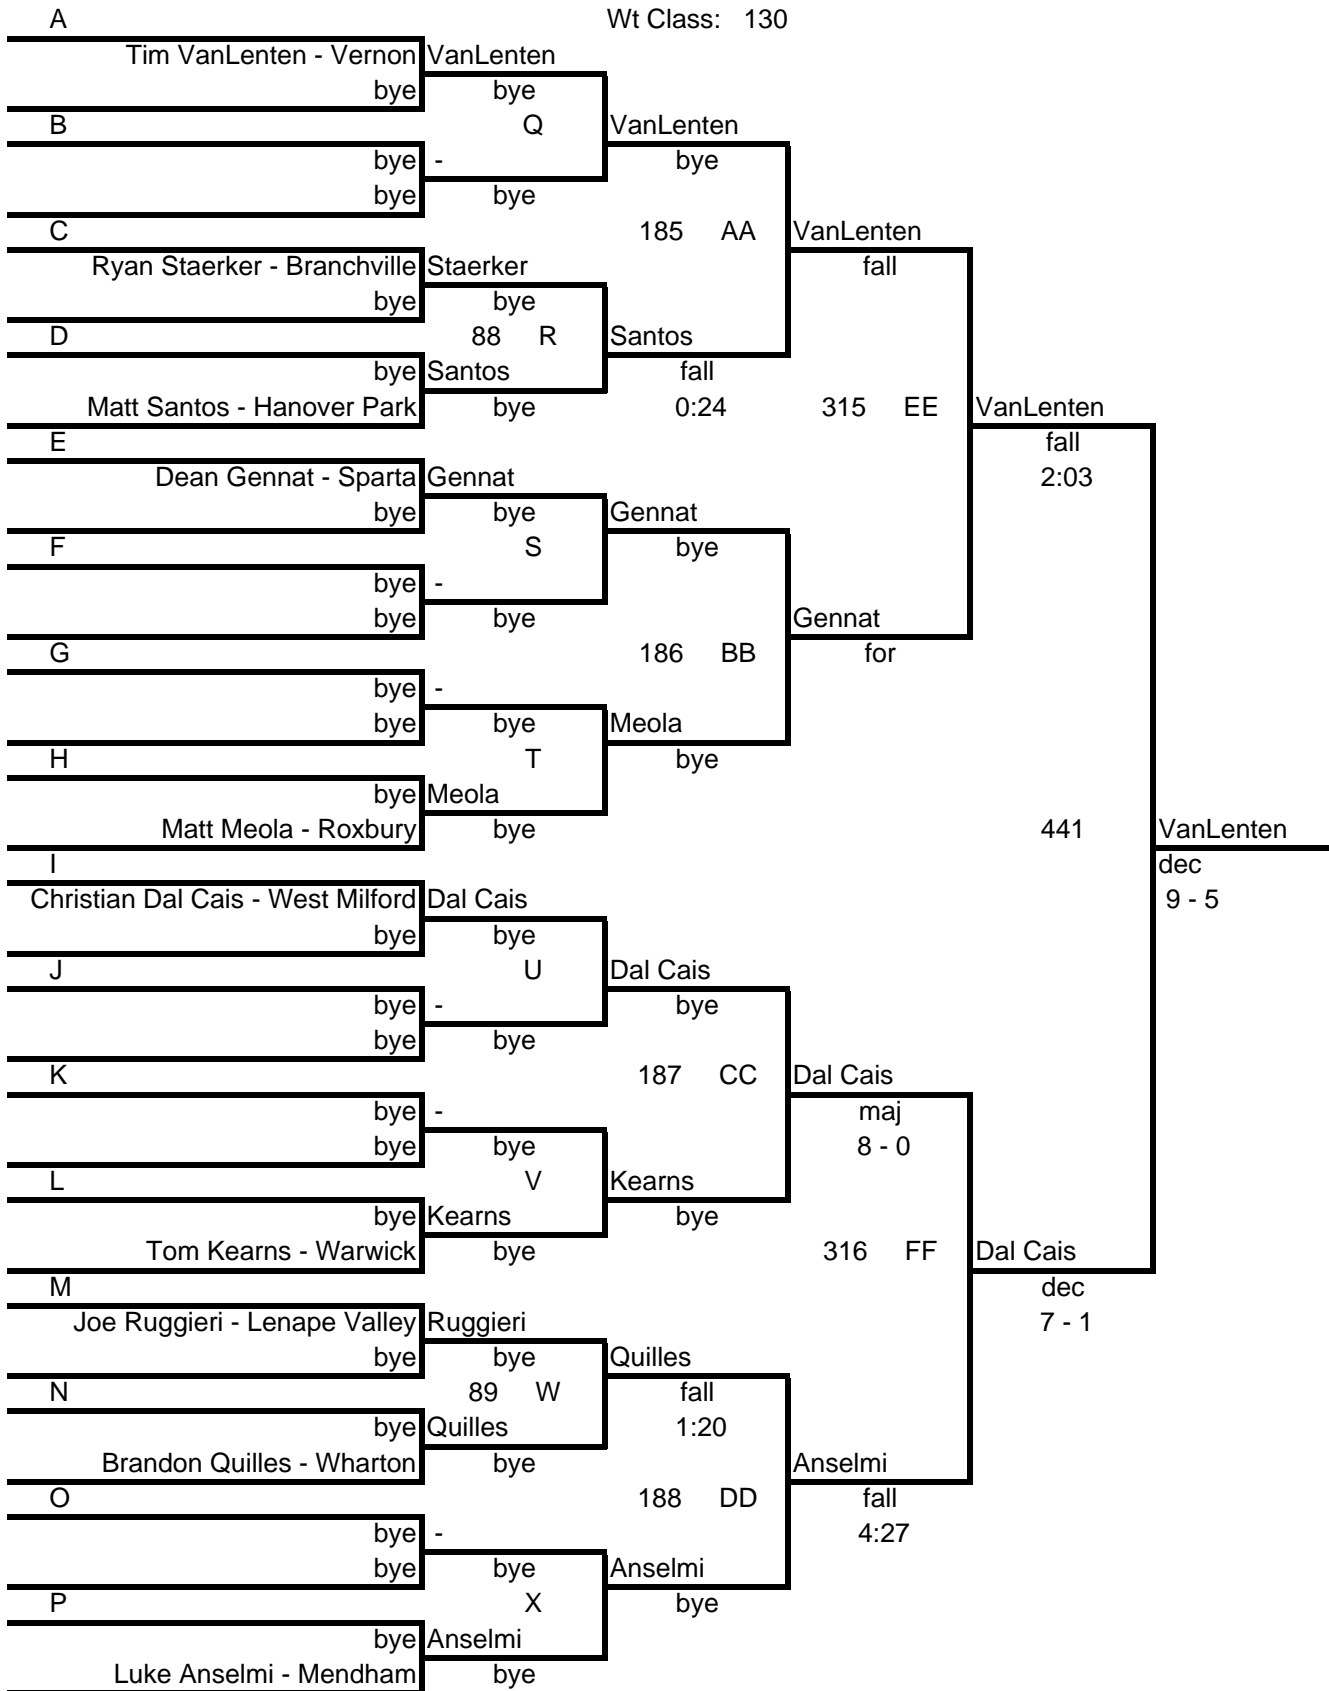 A Wt Class: 130
Tim VanLenten - Vernon VanLenten
bye bye
B Q VanLenten
bye - bye
bye bye
C 185 AA VanLenten
Ryan Staerker - Branchville Staerker fall
bye bye
D 88 R Santos
bye Santos fall
Matt Santos - Hanover Park bye 0:24 315 EE VanLenten
E fall
Dean Gennat - Sparta Gennat 2:03
bye bye Gennat
F S bye
bye -
bye bye Gennat
G 186 BB for
bye -
bye bye Meola
H T bye
bye Meola
Matt Meola - Roxbury bye 441 VanLenten
I dec
Christian Dal Cais - West Milford Dal Cais 9 - 5
bye bye
J U Dal Cais
bye - bye
bye bye
K 187 CC Dal Cais
bye - maj
bye bye 8 - 0
L V Kearns
bye Kearns bye
Tom Kearns - Warwick bye 316 FF Dal Cais
M dec
Joe Ruggieri - Lenape Valley Ruggieri 7 - 1
bye bye Quilles
N 89 W fall
bye Quilles 1:20
Brandon Quilles - Wharton bye Anselmi
O 188 DD fall
bye - 4:27
bye bye Anselmi
P X bye
bye Anselmi
Luke Anselmi - Mendham bye